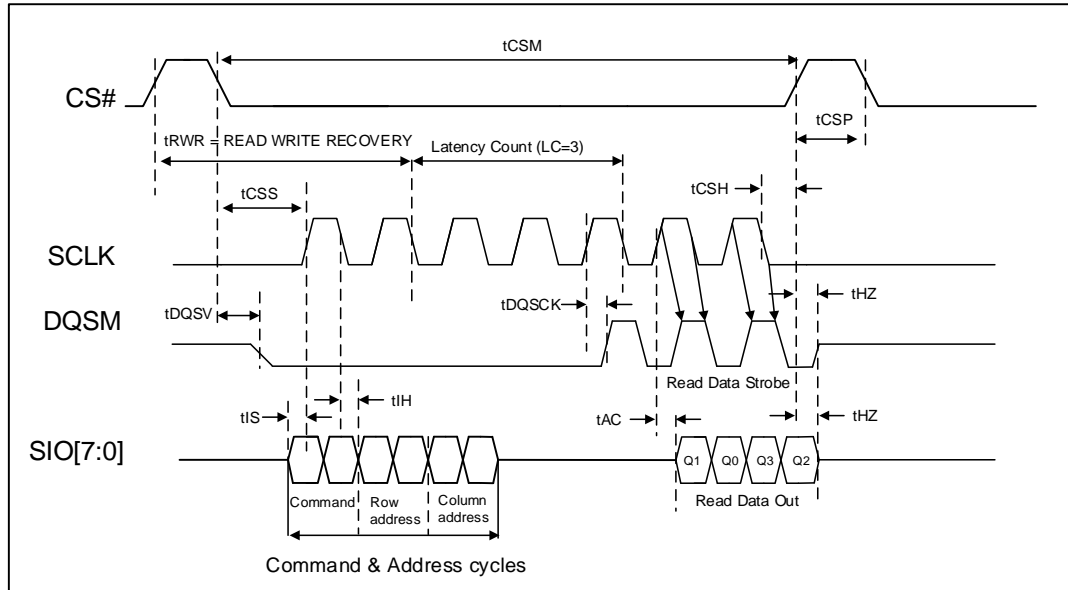 tCSM
CS#
tCSP
tRWR = READ WRITE RECOVERY
Latency Count (LC=3)
tCSS
tCSH
SCLK
tHZ
tDQSV
tDQSCK
DQSM
Read Data Strobe
tIS
tIH
tAC
tHZ
SIO[7:0]
Q1 Q0 Q3 Q2
Command
Row
address
Column
address
Read Data Out
Command & Address cycles